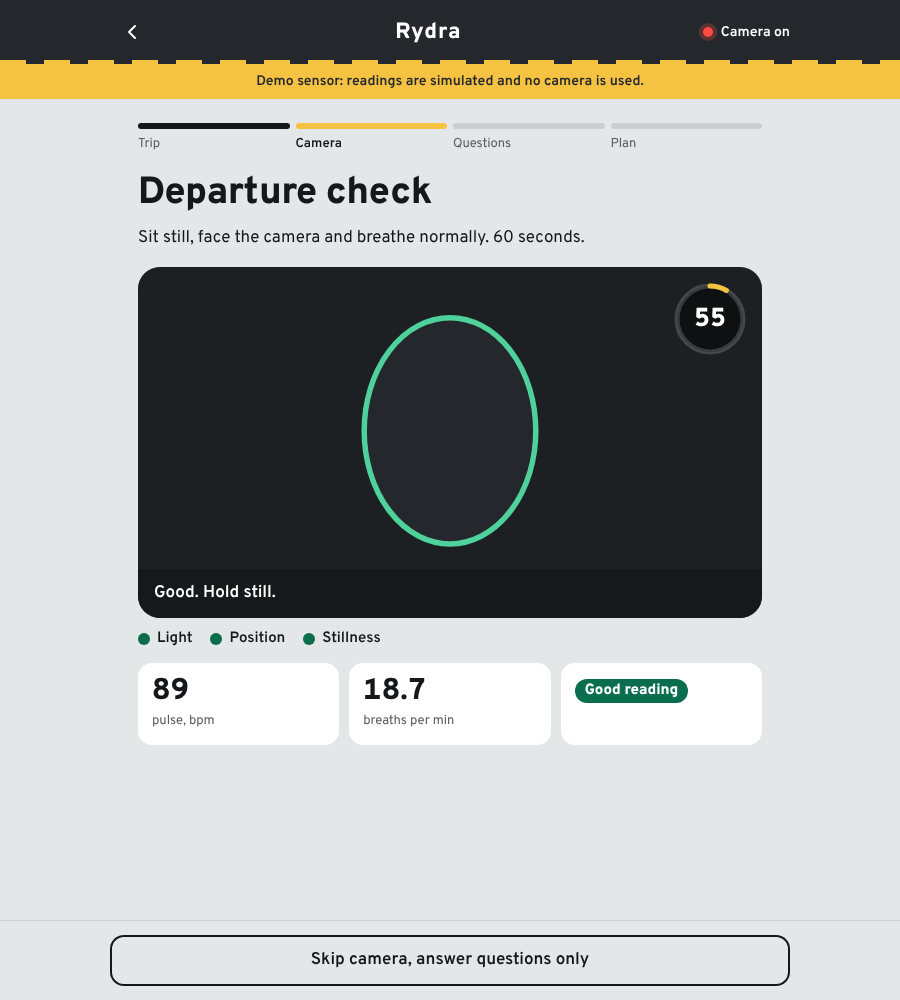 Rydra
Camera on
Demo sensor: readings are simulated and no camera is used.
Trip
Camera
Questions
Plan
Departure check
Sit still, face the camera and breathe normally. 60 seconds.
55
Good. Hold still.
Light
Position
Stillness
89
pulse, bpm
18.7
breaths per min
Good reading
Skip camera, answer questions only